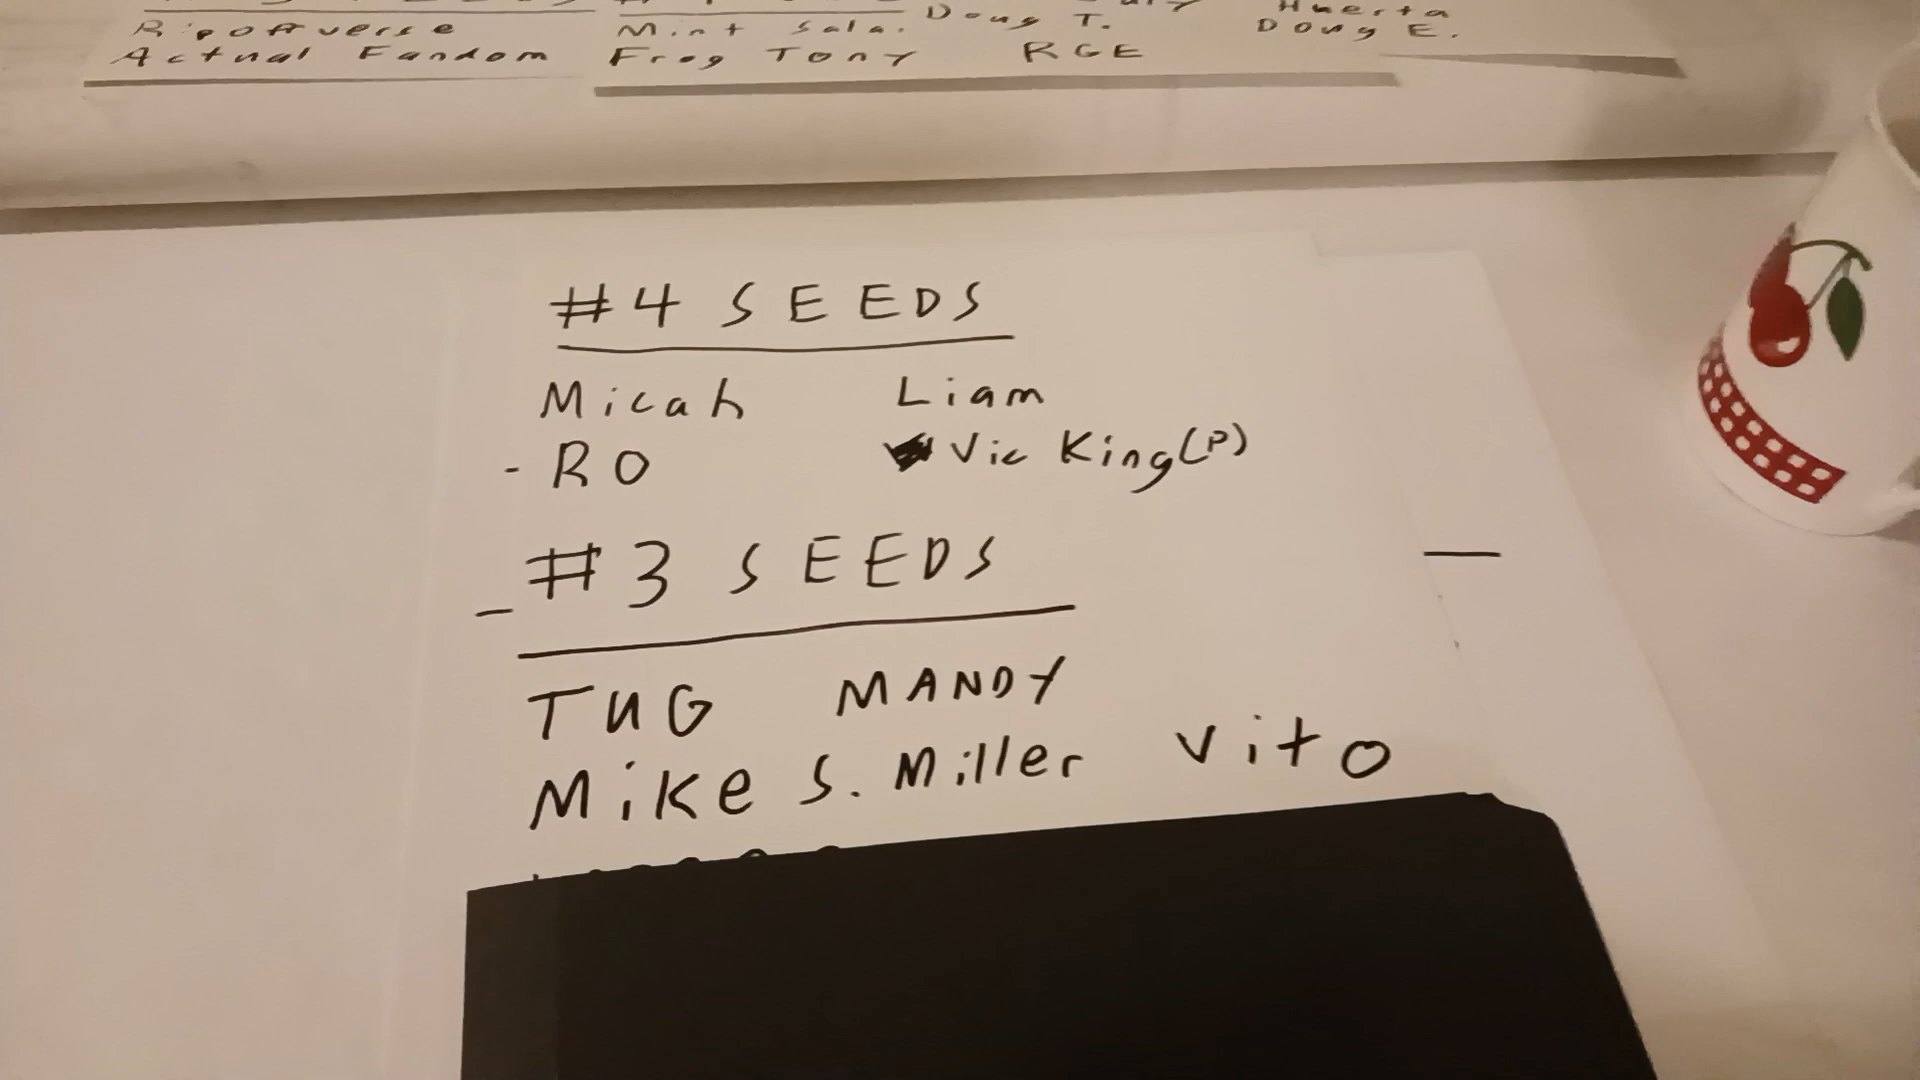 Ripoffverse
Actual Fandom
Mint Sala. Doug T.
Frog Tony RGE
Huerta
Doug E.
#4 SEEDS
Micah Liam
- RO Vic King(P)
#3 SEEDS
TUG MANDY
Mike S. Miller Vito